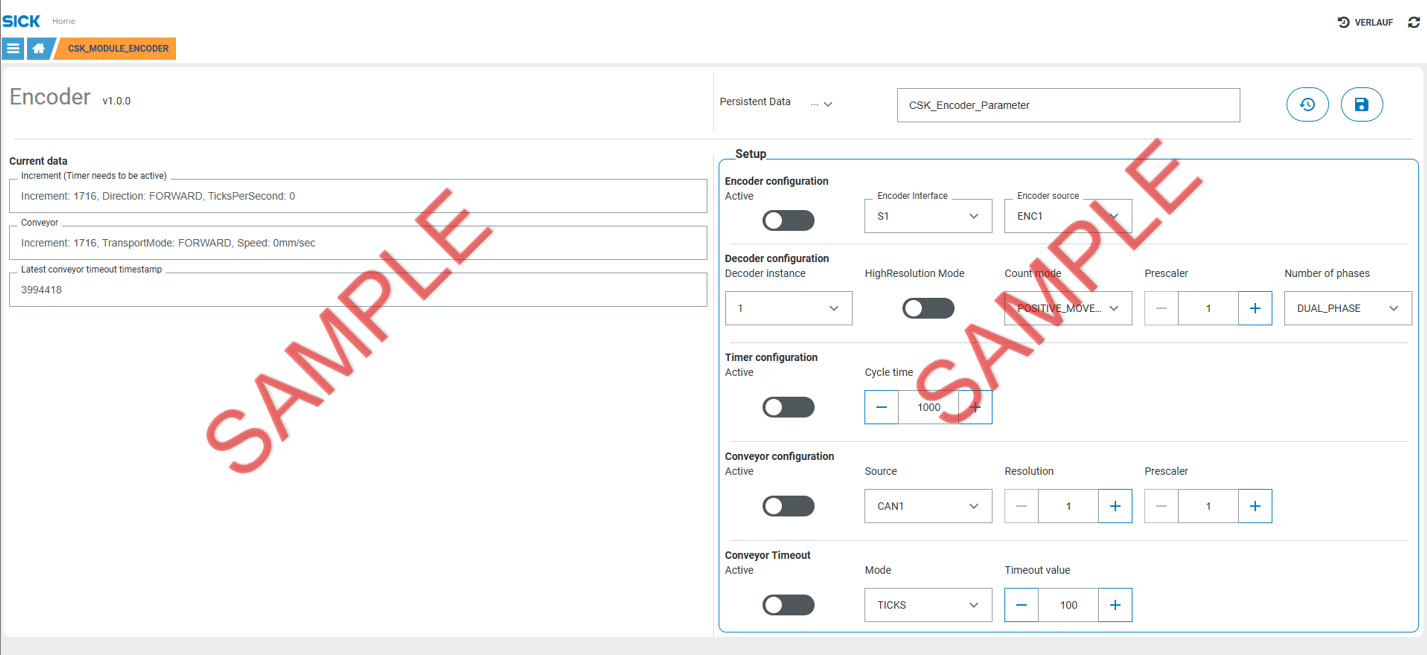 SICK Home
VERLAUF
CSK_MODULE_ENCODER
Encoder v1.0.0
Persistent Data ... CSK_Encoder_Parameter
Current data
Increment (Timer needs to be active)
Increment: 1716, Direction: FORWARD, TicksPerSecond: 0
Conveyor
Increment: 1716, TransportMode: FORWARD, Speed: 0mm/sec
Latest conveyor timeout timestamp
3994418
SAMPLE
Setup
Encoder configuration
Active Encoder Interface Encoder source
S1 ENC1
Decoder configuration
Decoder instance HighResolution Mode Count mode Prescaler Number of phases
1 POSITIVE_MOVE... 1 DUAL_PHASE
Timer configuration
Active Cycle time
1000
Conveyor configuration
Active Source Resolution Prescaler
CAN1 1 1
Conveyor Timeout
Active Mode Timeout value
TICKS 100
SAMPLE